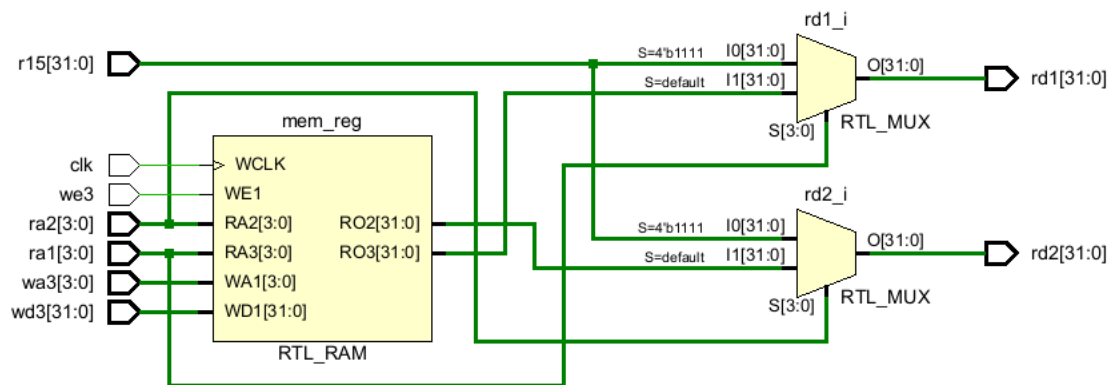 rd1_i
r15[31:0]
S=4'b1111
I0[31:0]
S=default
I1[31:0]
O[31:0]
rd1[31:0]
S[3:0]
RTL_MUX
mem_reg
clk
WCLK
we3
WE1
ra2[3:0]
RA2[3:0]
RO2[31:0]
ra1[3:0]
RA3[3:0]
RO3[31:0]
wa3[3:0]
WA1[3:0]
wd3[31:0]
WD1[31:0]
RTL_RAM
rd2_i
S=4'b1111
I0[31:0]
S=default
I1[31:0]
O[31:0]
rd2[31:0]
S[3:0]
RTL_MUX